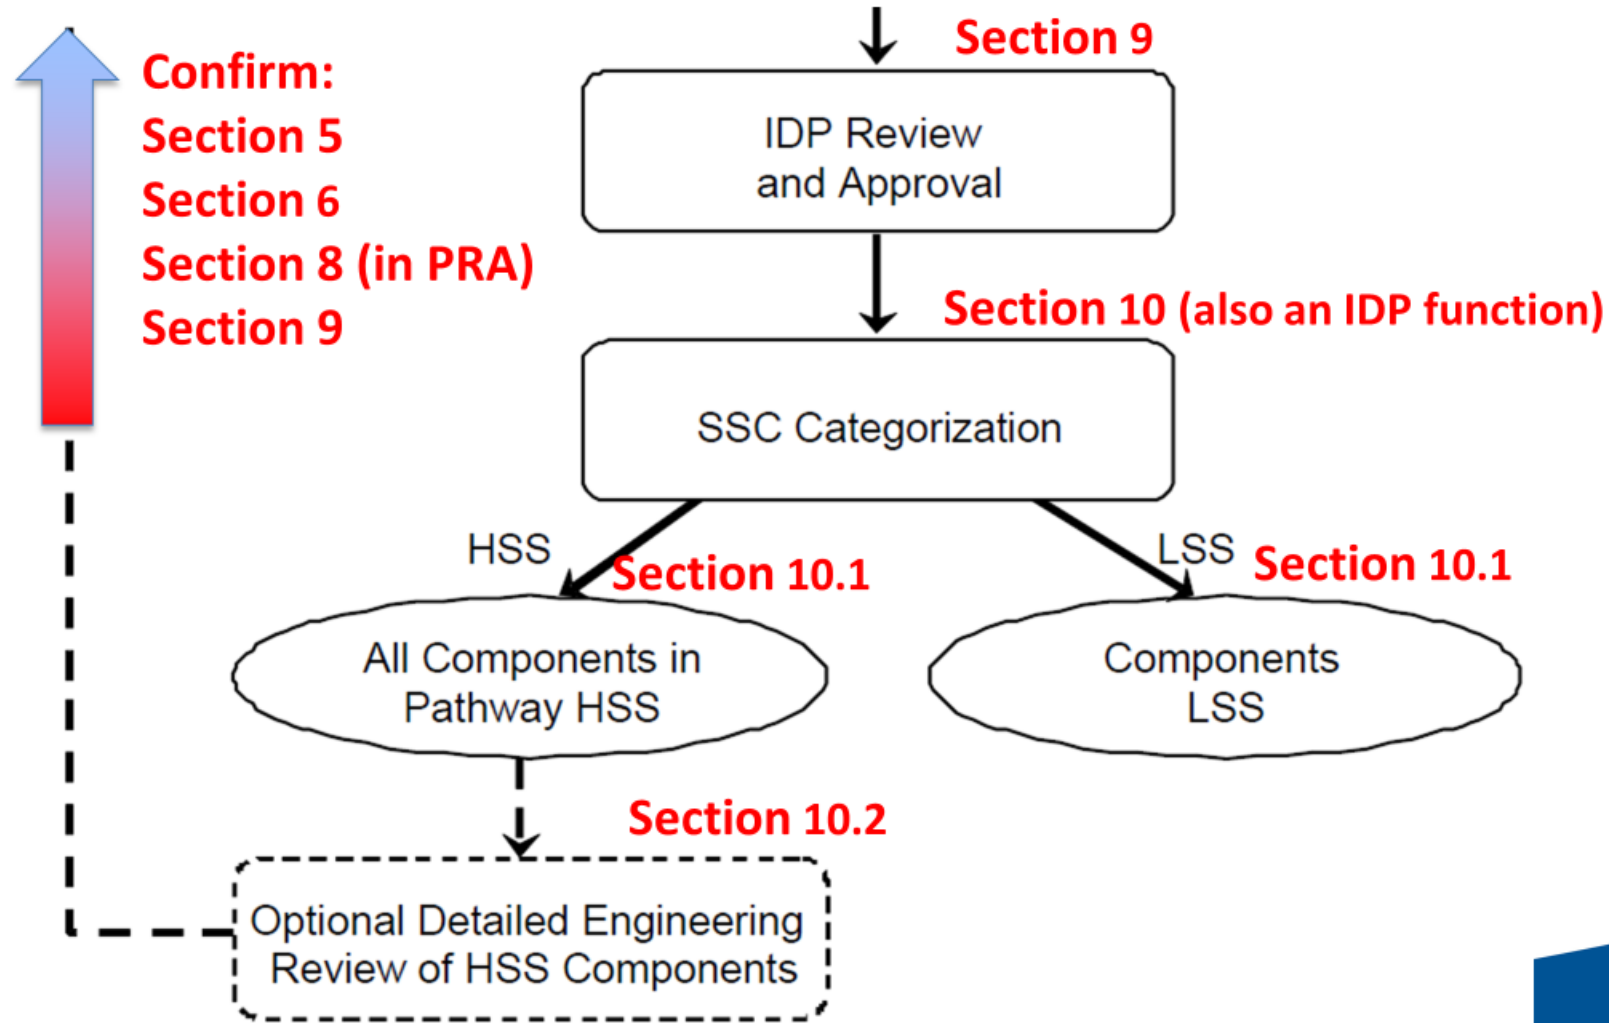 Section 9
Confirm:
Section 5
Section 6
Section 8 (in PRA)
Section 9
IDP Review
and Approval
Section 10 (also an IDP function)
SSC Categorization
HSS
Section 10.1
LSS
Section 10.1
All Components in
Pathway HSS
Components
LSS
Section 10.2
Optional Detailed Engineering
Review of HSS Components